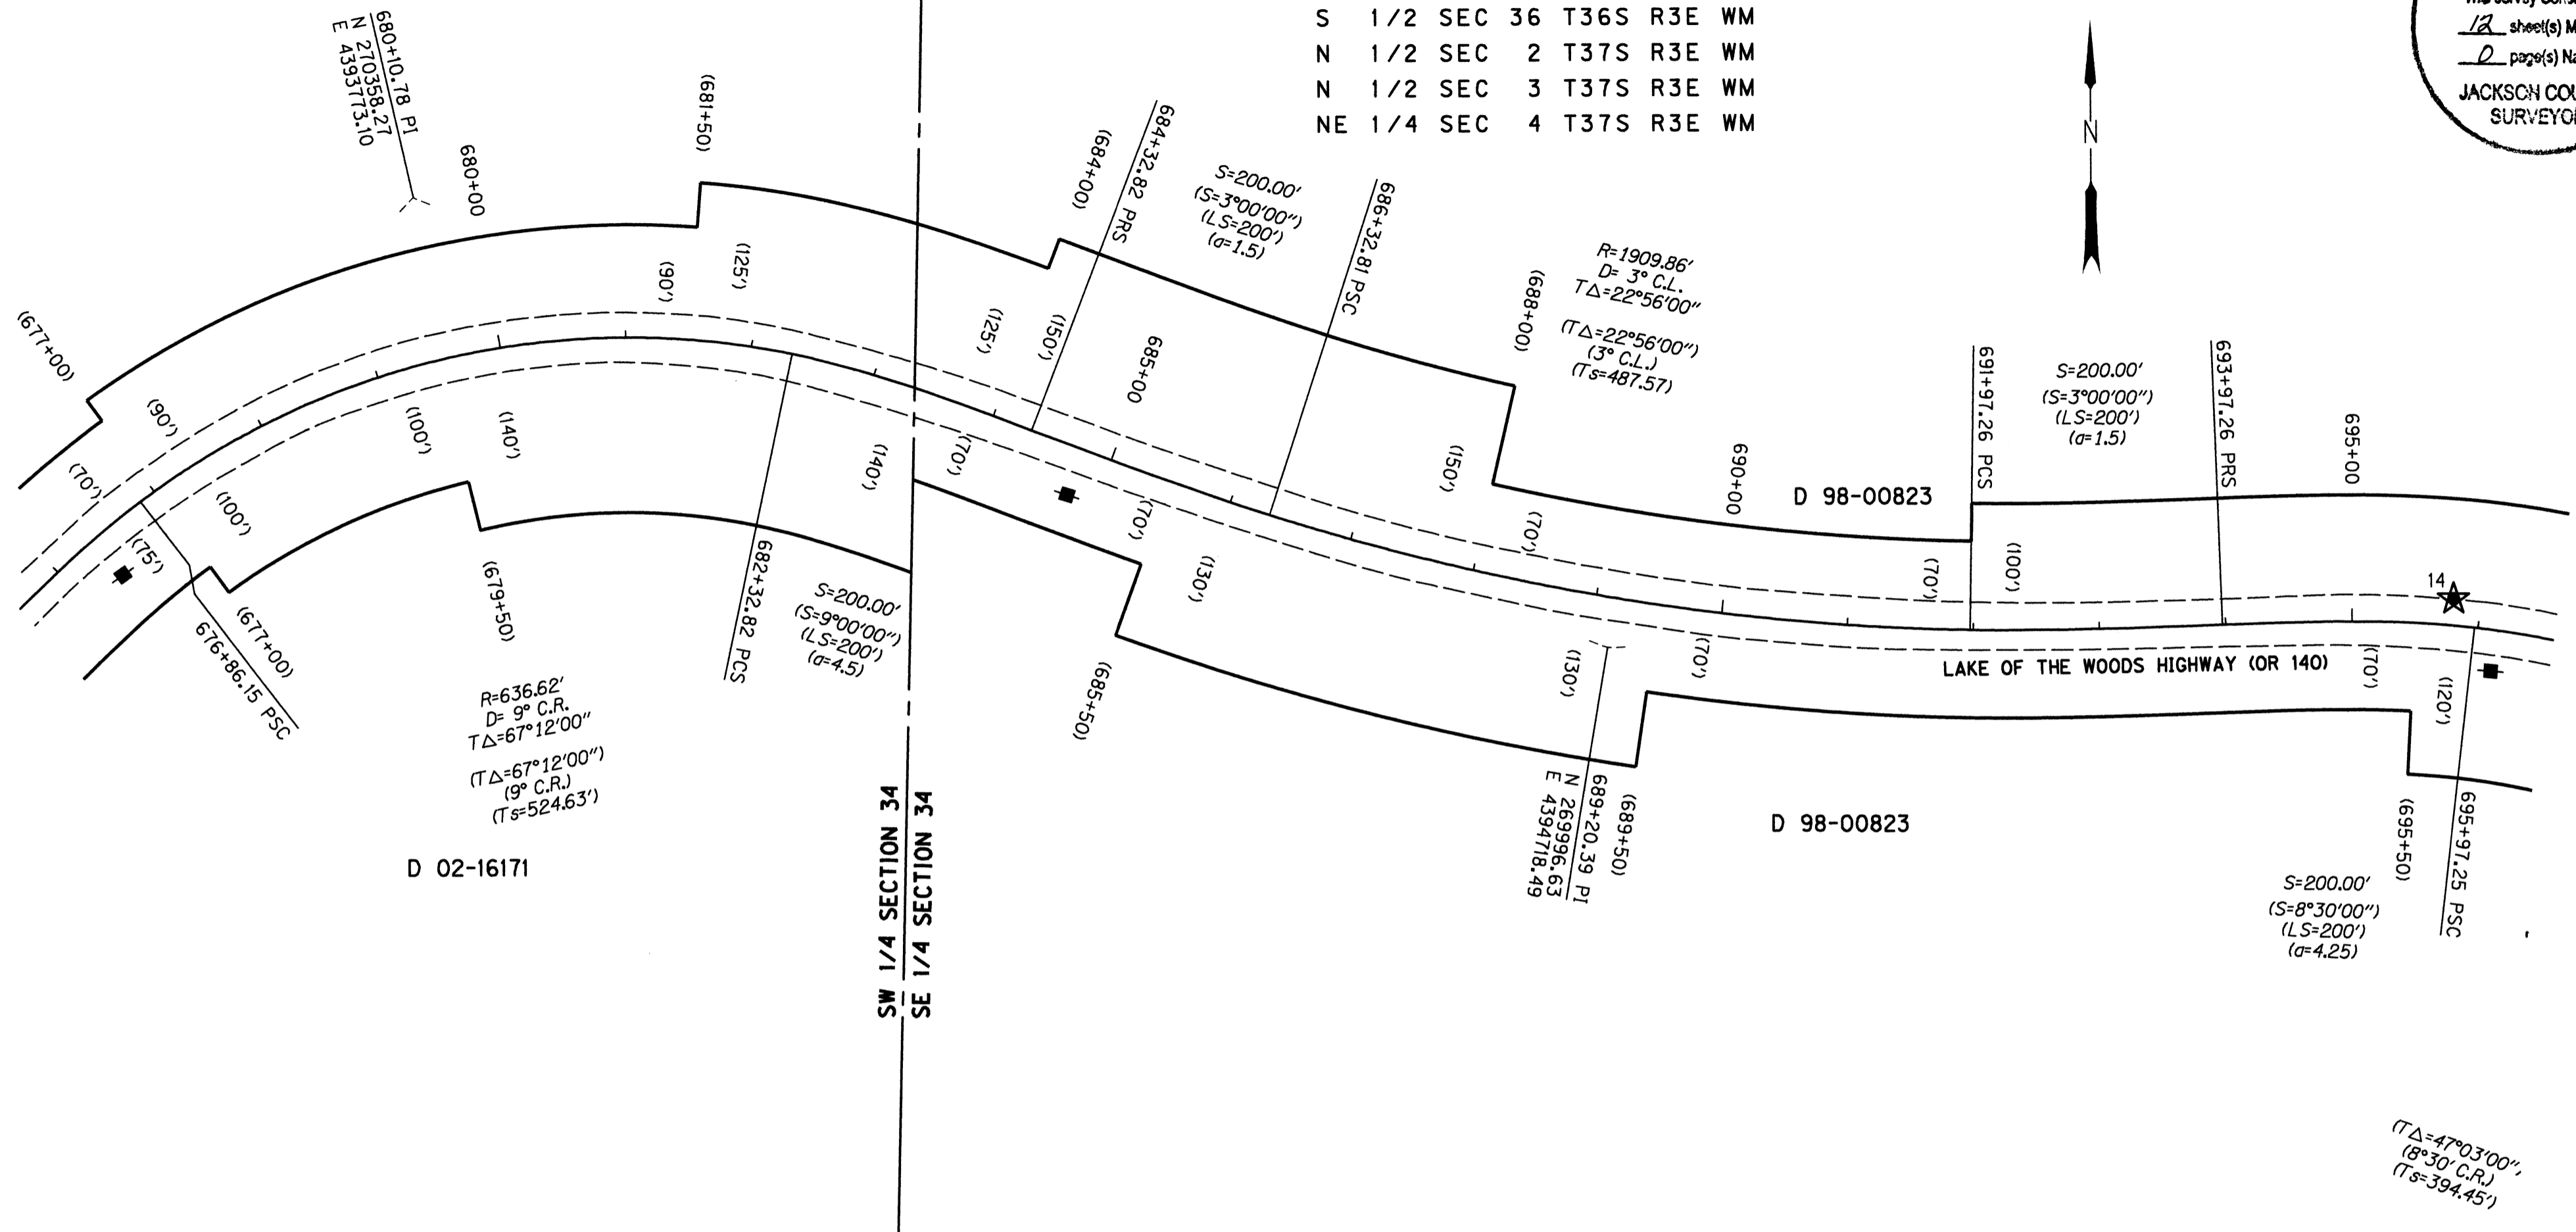 S 1/2 SEC 36 T36S R3E WM
N 1/2 SEC 2 T37S R3E WM
N 1/2 SEC 3 T37S R3E WM
NE 1/4 SEC 4 T37S R3E WM
12 sheet(s)
0 page(s)
JACKSON
N
680+10.78 PI
N 270358.27
E 4393773.10
680+00
(681+50)
(684+00)
684+32.82 PRS
S=200.00'
(S=3°00'00")
(LS=200')
(a=1.5)
686+32.81 PSC
(688+00)
R=1909.86'
D= 3° C.L.
T△=22°56'00"
(T△=22°56'00")
(3° C.L.)
(Ts=487.57)
691+97.26 PCS
S=200.00'
(S=3°00'00")
(LS=200')
(a=1.5)
693+97.26 PRS
695+00
(677+00)
(90')
(125')
(125')
(150')
685+00
(90')
(100')
(140')
(140')
(70')
(150')
690+00
D 98-00823
(70')
(100')
(75')
(70')
(130')
(70')
(70')
(100')
14
(677+00)
676+86.15 PSC
(679+50)
682+32.82 PCS
S=200.00'
(S=9°00'00")
(LS=200')
(a=4.5)
(685+50)
(130')
(70')
LAKE OF THE WOODS HIGHWAY (OR 140)
(70')
(120')
R=636.62'
D= 9° C.R.
T△=67°12'00"
(T△=67°12'00")
(9° C.R.)
(Ts=524.63')
689+20.39 PI
N 269996.63
E 4394718.49
(689+50)
D 98-00823
(695+50)
695+97.25 PSC
D 02-16171
SW 1/4 SECTION 34
SE 1/4 SECTION 34
S=200.00'
(S=8°30'00")
(LS=200')
(a=4.25)
(T△=47°03'00",
(8°30' C.R.)
(Ts=394.45')